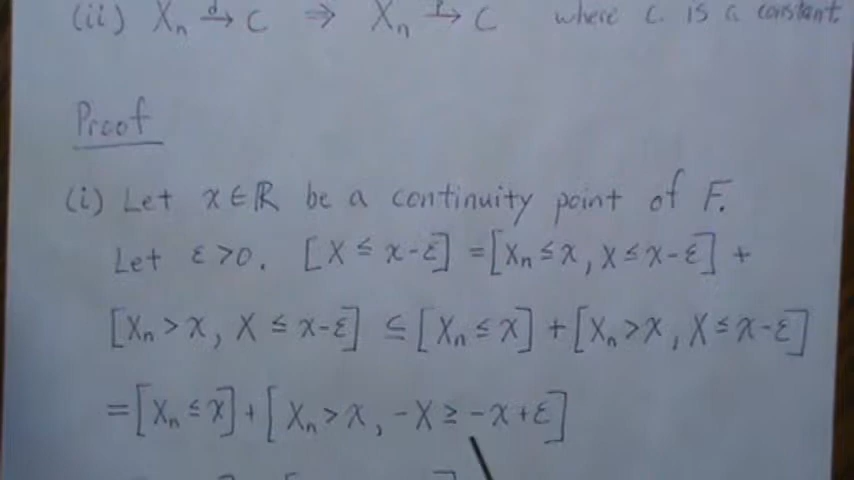 (ii) Xn d→ C ⇒ Xn P→ C where C is a constant.
Proof
(i) Let x∈ℝ be a continuity point of F.
Let ε>0. [X ≤ x-ε] = [Xn ≤ x, X ≤ x-ε] +
[Xn > x, X ≤ x-ε] ⊆ [Xn ≤ x] + [Xn > x, X ≤ x-ε]
= [Xn ≤ x] + [Xn > x, -X ≥ -x+ε]